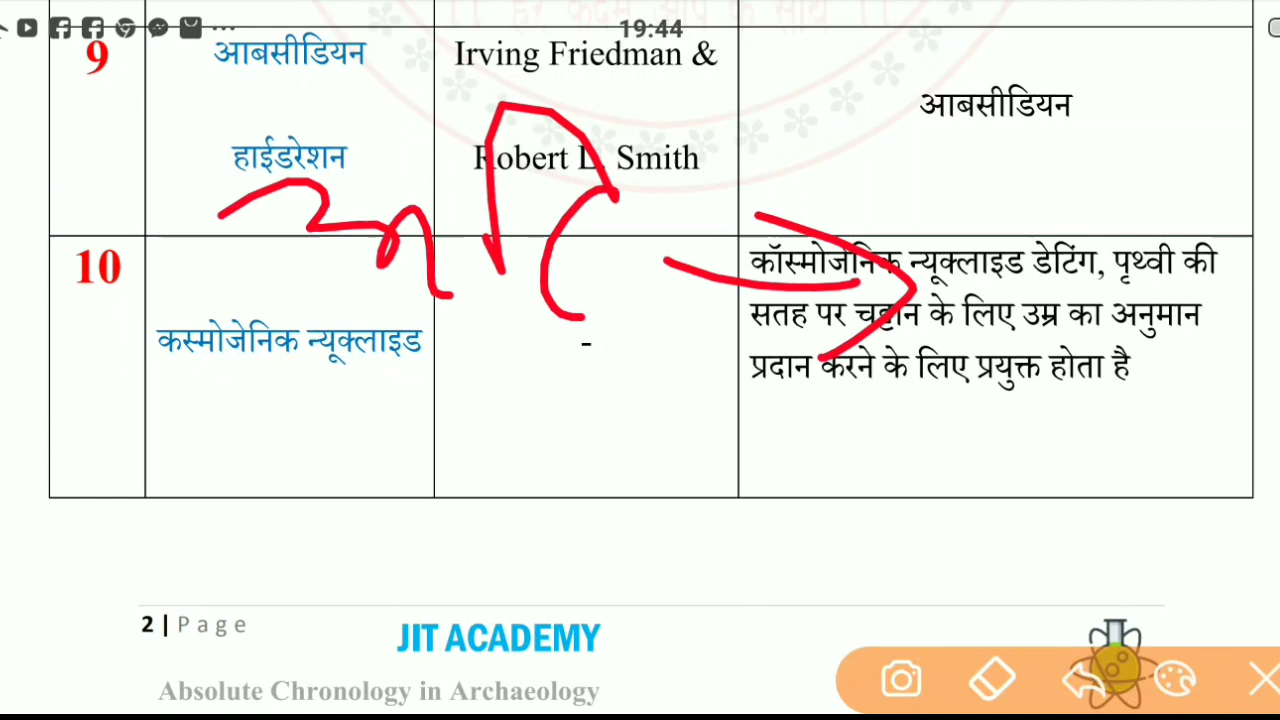 19:44
9
आबसीडियन
हाईडरेशन
Irving Friedman &
Robert L. Smith
आबसीडियन
10
कस्मोजेनिक न्यूक्लाइड
-
कॉस्मोजेनिक न्यूक्लाइड डेटिंग, पृथ्वी की
सतह पर चट्टान के लिए उम्र का अनुमान
प्रदान करने के लिए प्रयुक्त होता है
2 | Page
JIT ACADEMY
Absolute Chronology in Archaeology